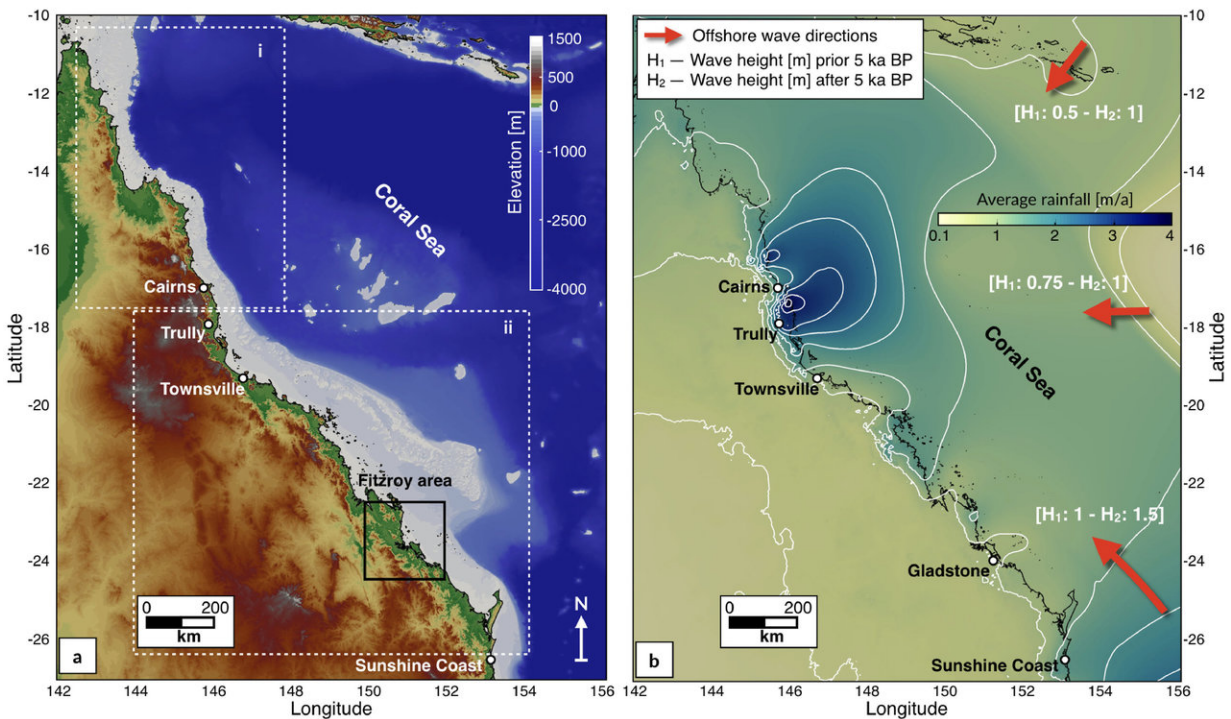 -10
-12
-14
-16
-18
-20
-22
-24
-26
Latitude
i
1500
500
0
-1000
-2500
-4000
Elevation [m]
Coral Sea
Cairns
Trully
ii
Townsville
Fitzroy area
0 200
km
N
a
Sunshine Coast
142 144 146 148 150 152 154 156
Longitude
Offshore wave directions
H1 — Wave height [m] prior 5 ka BP
H2 — Wave height [m] after 5 ka BP
[H1: 0.5 - H2: 1]
Average rainfall [m/a]
0.1 1 2 3 4
Cairns
[H1: 0.75 - H2: 1]
Trully
Coral Sea
Townsville
[H1: 1 - H2: 1.5]
Gladstone
0 200
km
b
Sunshine Coast
-10
-12
-14
-16
-18
-20
-22
-24
-26
Latitude
142 144 146 148 150 152 154 156
Longitude